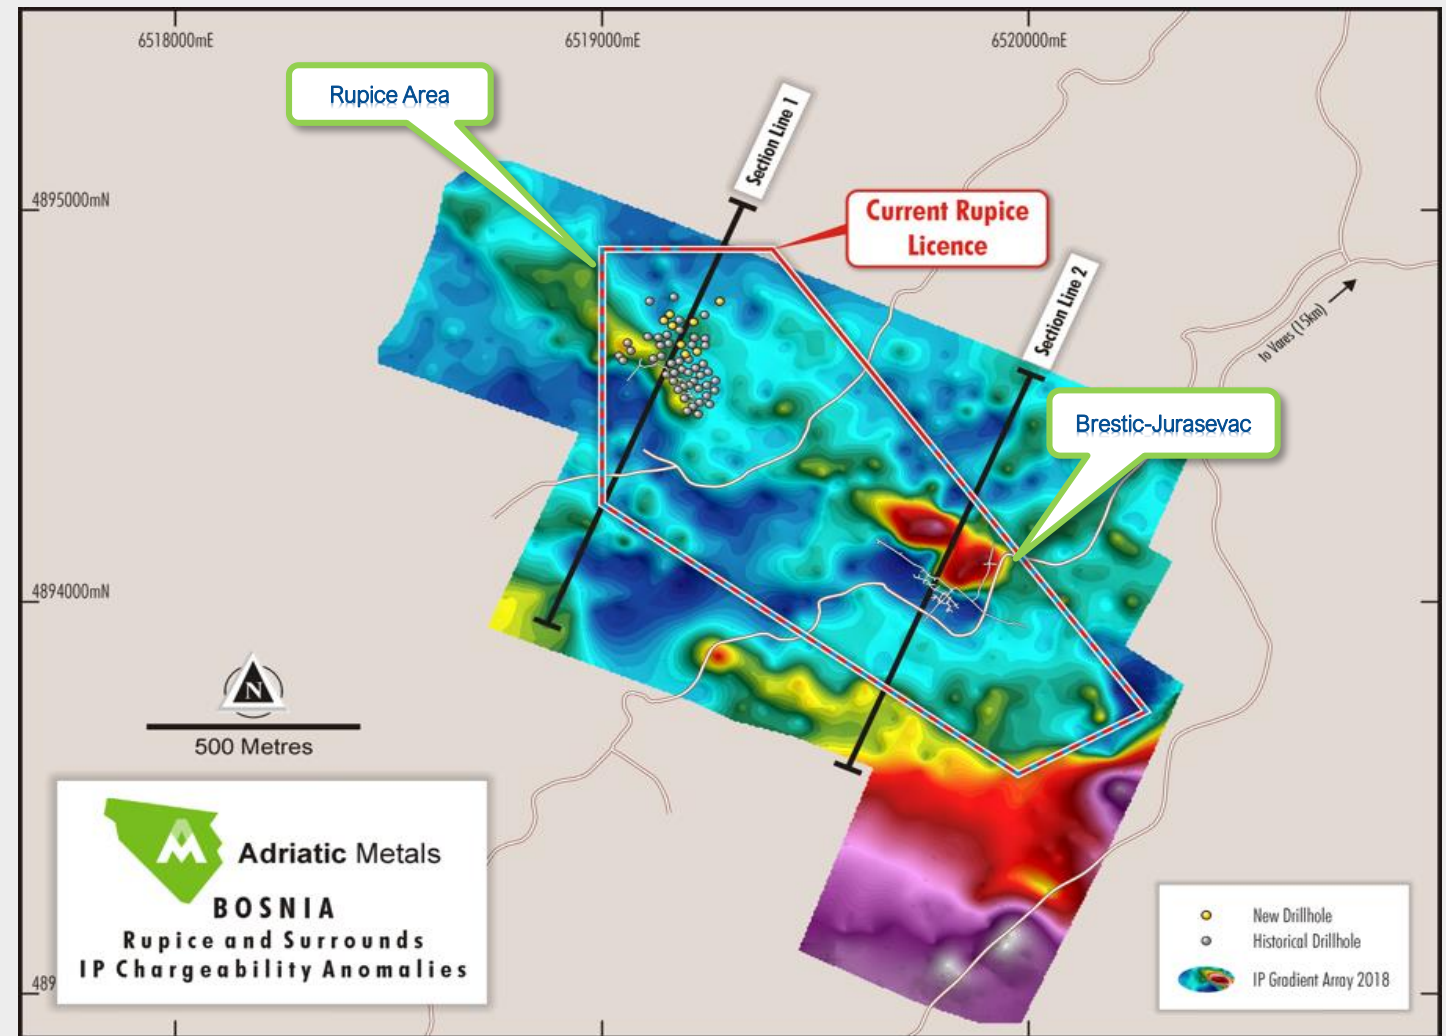 6518000mE
6519000mE
6520000mE
Rupice Area
Section Line 1
4895000mN
Current Rupice
Licence
Section Line 2
to Vares (15km)
Brestic-Jurasevac
4894000mN
N
500 Metres
Adriatic Metals
BOSNIA
Rupice and Surrounds
IP Chargeability Anomalies
489
New Drillhole
Historical Drillhole
IP Gradient Array 2018